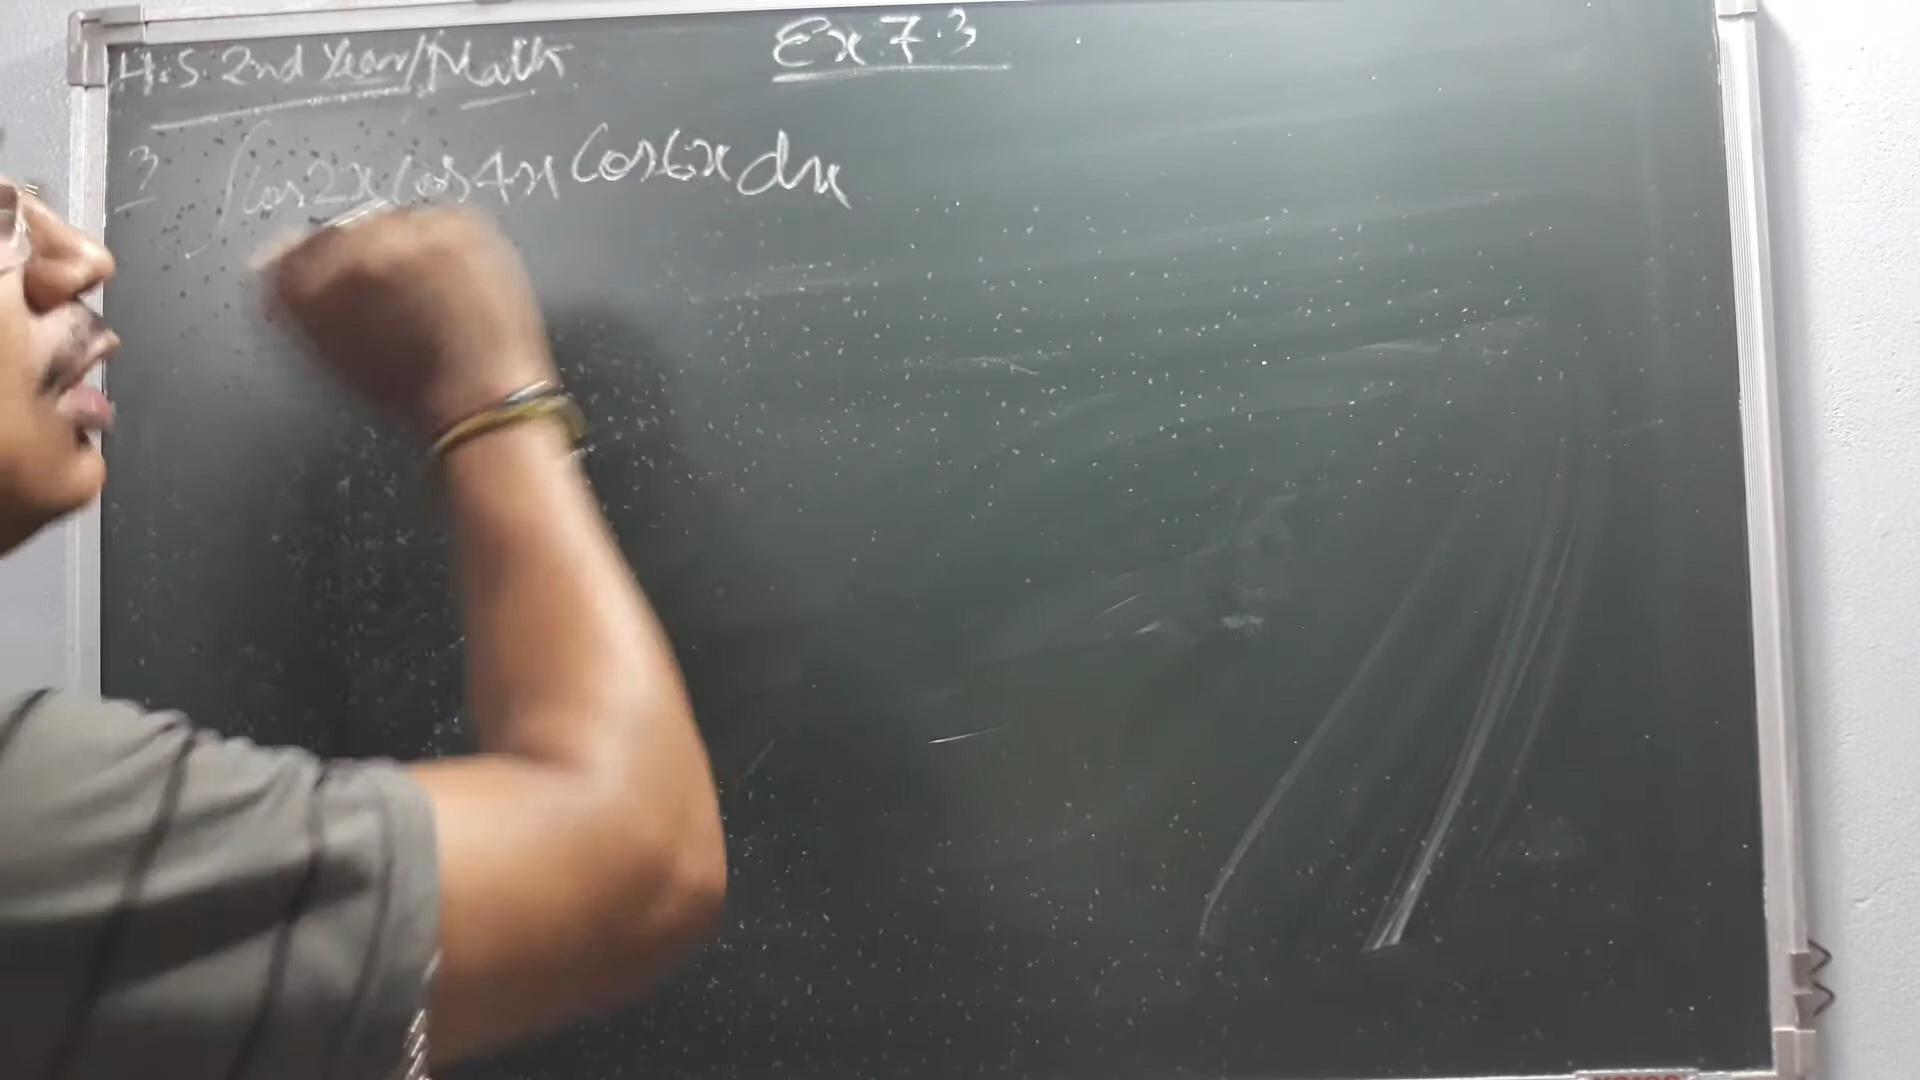 Ex 7.3
H.S. 2nd Year/Math
3 ∫Cos2x Cos4x Cos6x dx